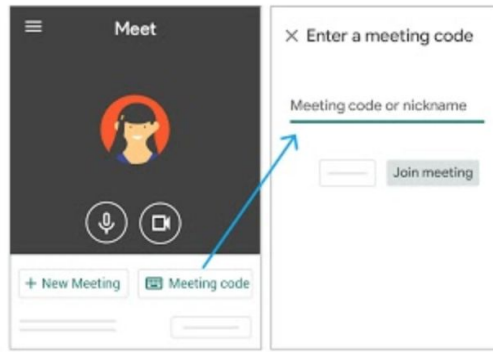 Meet
+ New Meeting
Meeting code
× Enter a meeting code
Meeting code or nickname
Join meeting